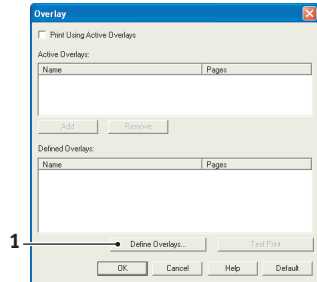 Overlay
Print Using Active Overlays
Active Overlays:
Name Pages
Add Remove
Defined Overlays:
Name Pages
1 Define Overlays... Test Print
OK Cancel Help Default